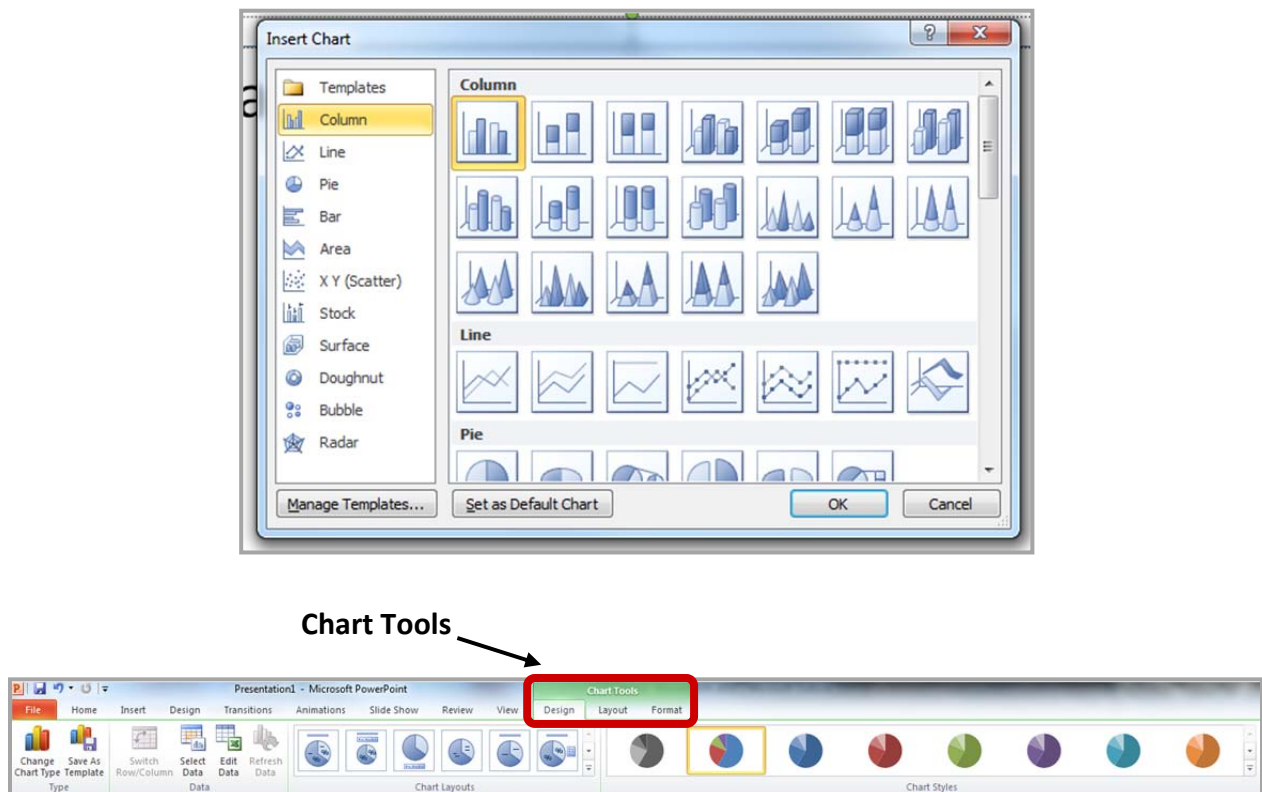 Insert Chart
a
Templates
Column
Line
Pie
Bar
Area
X Y (Scatter)
Stock
Surface
Doughnut
Bubble
Radar
Column
Line
Pie
Manage Templates...
Set as Default Chart
OK
Cancel
Chart Tools
Presentation1 - Microsoft PowerPoint
Chart Tools
File Home Insert Design Transitions Animations Slide Show Review View Design Layout Format
Change Chart Type
Save As Template
Switch Row/Column
Select Data
Edit Data
Refresh Data
Type Data Chart Layouts Chart Styles